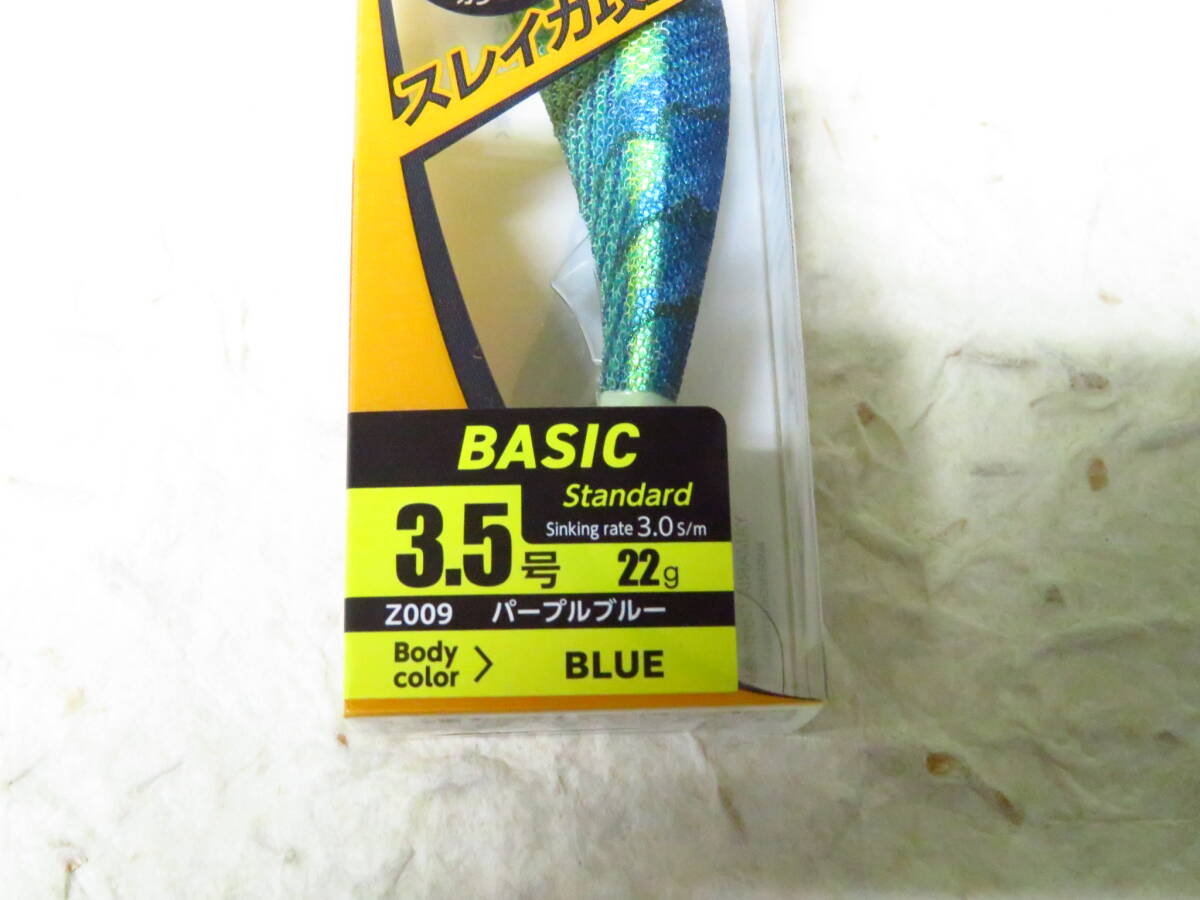 スレイカ攻
BASIC
Standard
Sinking rate 3.0 S/m
3.5号 22g
Z009 パープルブルー
Body color > BLUE